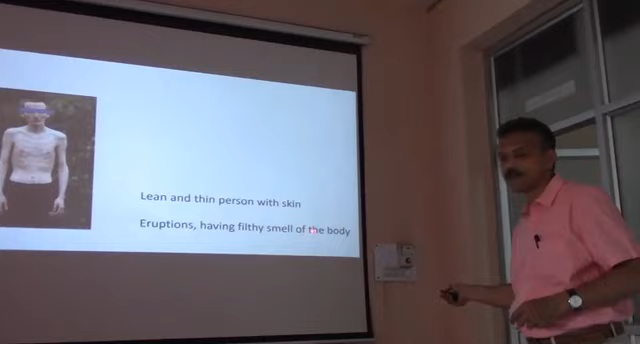 Lean and thin person with skin
Eruptions, having filthy smell of the body